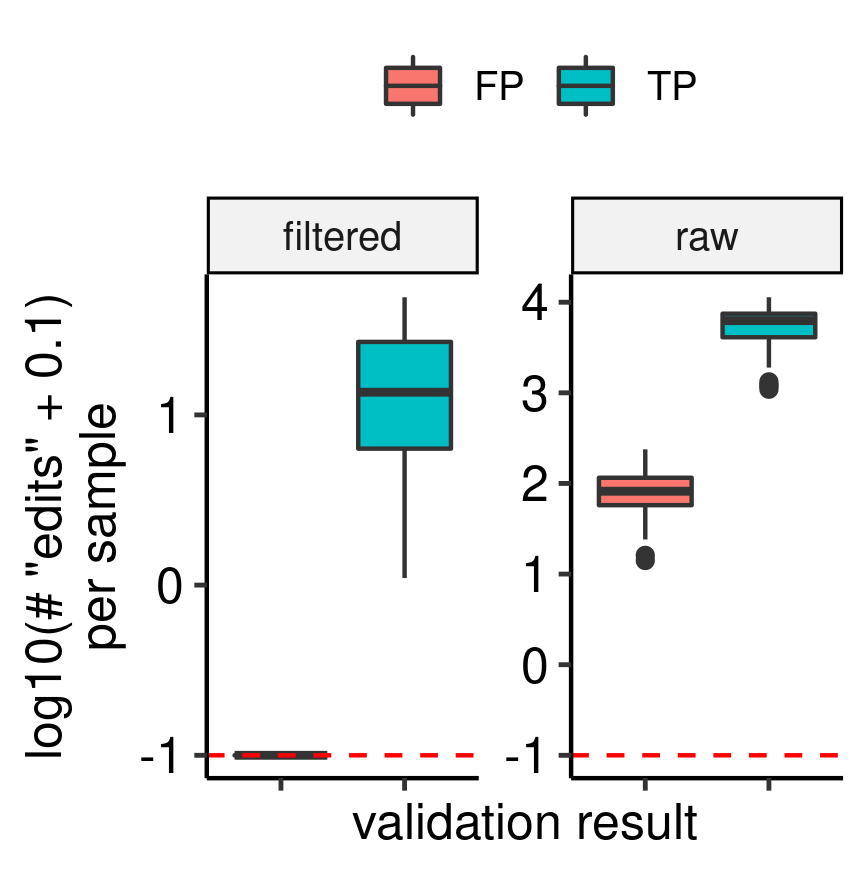 FP TP
filtered raw
log10(# "edits" + 0.1)
per sample
1
0
-1
4
3
2
1
0
-1
validation result